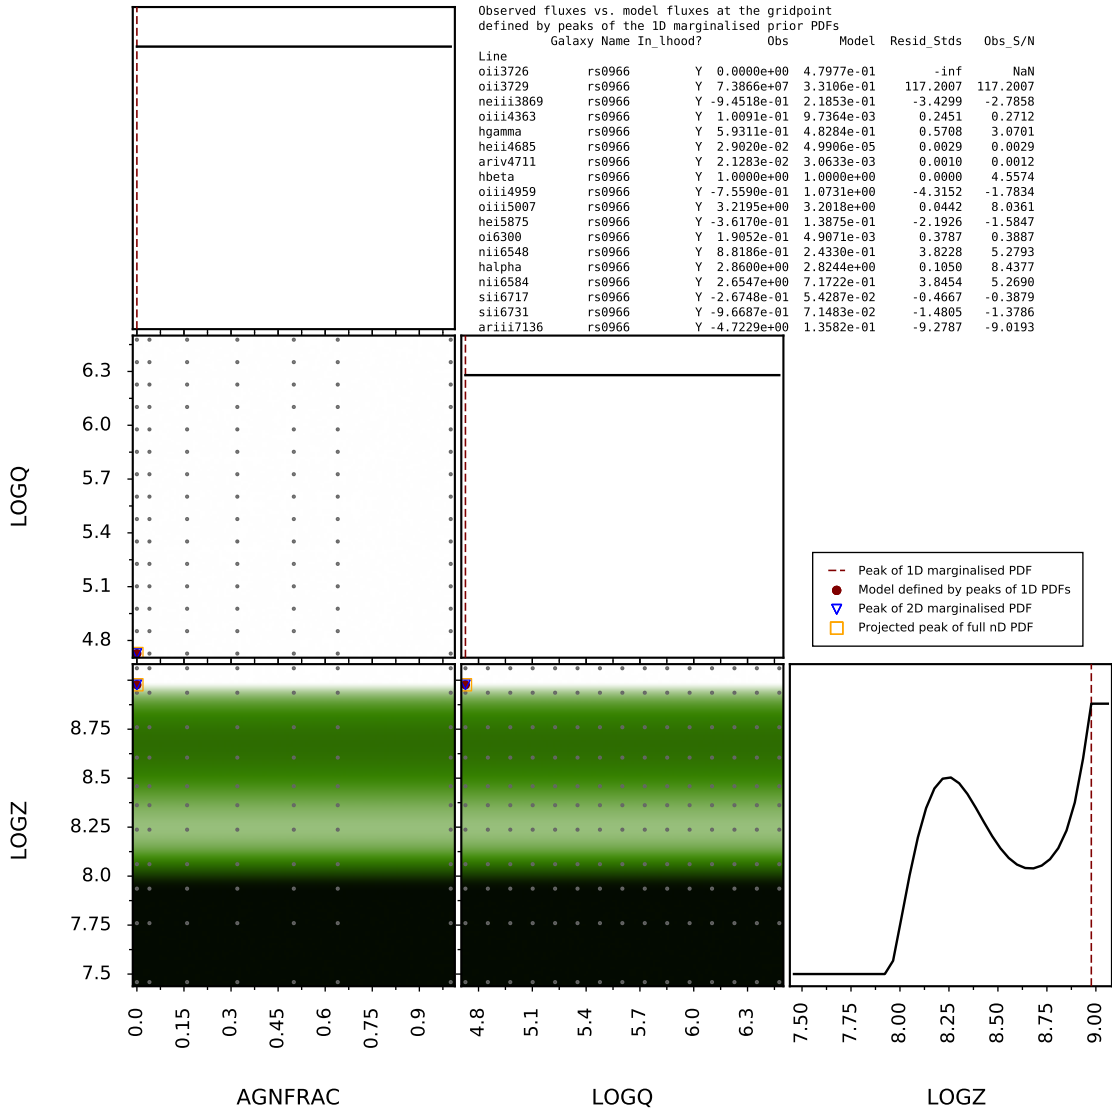 Observed fluxes vs. model fluxes at the gridpoint
defined by peaks of the 1D marginalised prior PDFs
Galaxy Name In_lhood? Obs Model Resid_Stds Obs_S/N
Line
oii3726 rs0966 Y 0.0000e+00 4.7977e-01 -inf NaN
oii3729 rs0966 Y 7.3866e+07 3.3106e-01 117.2007 117.2007
neiii3869 rs0966 Y -9.4518e-01 2.1853e-01 -3.4299 -2.7858
oiii4363 rs0966 Y 1.0091e-01 9.7364e-03 0.2451 0.2712
hgamma rs0966 Y 5.9311e-01 4.8284e-01 0.5708 3.0701
heii4685 rs0966 Y 2.9020e-02 4.9906e-05 0.0029 0.0029
ariv4711 rs0966 Y 2.1283e-02 3.0633e-03 0.0010 0.0012
hbeta rs0966 Y 1.0000e+00 1.0000e+00 0.0000 4.5574
oiii4959 rs0966 Y -7.5590e-01 1.0731e+00 -4.3152 -1.7834
oiii5007 rs0966 Y 3.2195e+00 3.2018e+00 0.0442 8.0361
hei5875 rs0966 Y -3.6170e-01 1.3875e-01 -2.1926 -1.5847
oi6300 rs0966 Y 1.9052e-01 4.9071e-03 0.3787 0.3887
nii6548 rs0966 Y 8.8186e-01 2.4330e-01 3.8228 5.2793
halpha rs0966 Y 2.8600e+00 2.8244e+00 0.1050 8.4377
nii6584 rs0966 Y 2.6547e+00 7.1722e-01 3.8454 5.2690
sii6717 rs0966 Y -2.6748e-01 5.4287e-02 -0.4667 -0.3879
sii6731 rs0966 Y -9.6687e-01 7.1483e-02 -1.4805 -1.3786
ariii7136 rs0966 Y -4.7229e+00 1.3582e-01 -9.2787 -9.0193
LOGQ
6.3
6.0
5.7
5.4
5.1
4.8
Peak of 1D marginalised PDF
Model defined by peaks of 1D PDFs
Peak of 2D marginalised PDF
Projected peak of full nD PDF
LOGZ
8.75
8.5
8.25
8.0
7.75
7.5
0.0 0.15 0.3 0.45 0.6 0.75 0.9
4.8 5.1 5.4 5.7 6.0 6.3
7.50 7.75 8.00 8.25 8.50 8.75 9.00
AGNFRAC LOGQ LOGZ